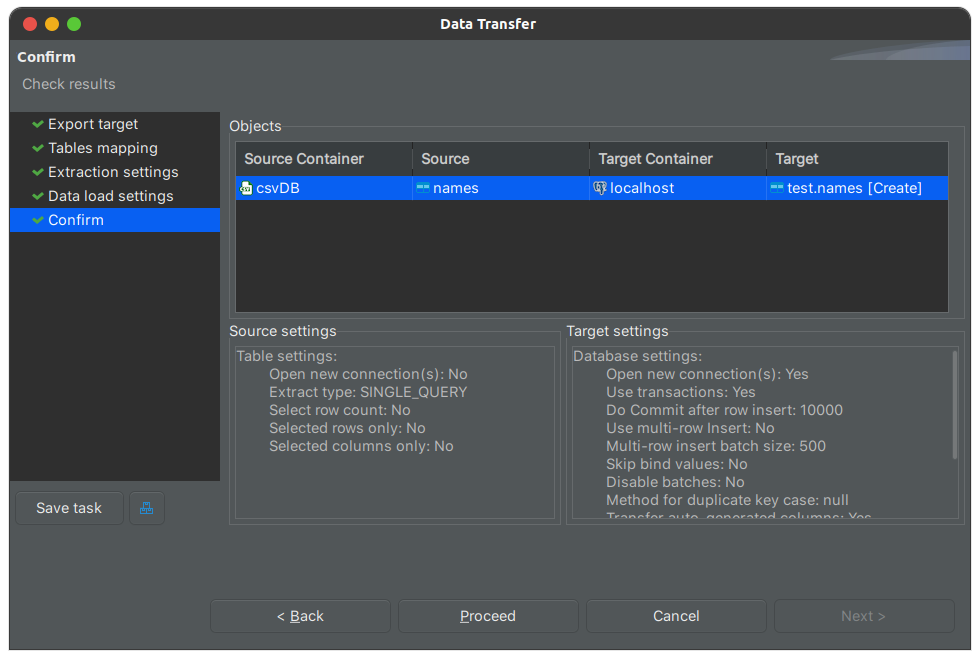 Data Transfer
Confirm
Check results
Export target
Tables mapping
Extraction settings
Data load settings
Confirm
Save task
Objects
Source Container Source Target Container Target
csvDB names localhost test.names [Create]
Source settings
Table settings:
Open new connection(s): No
Extract type: SINGLE_QUERY
Select row count: No
Selected rows only: No
Selected columns only: No
Target settings
Database settings:
Open new connection(s): Yes
Use transactions: Yes
Do Commit after row insert: 10000
Use multi-row Insert: No
Multi-row insert batch size: 500
Skip bind values: No
Disable batches: No
Method for duplicate key case: null
Transfer auto-generated columns: Yes
< Back Proceed Cancel Next >